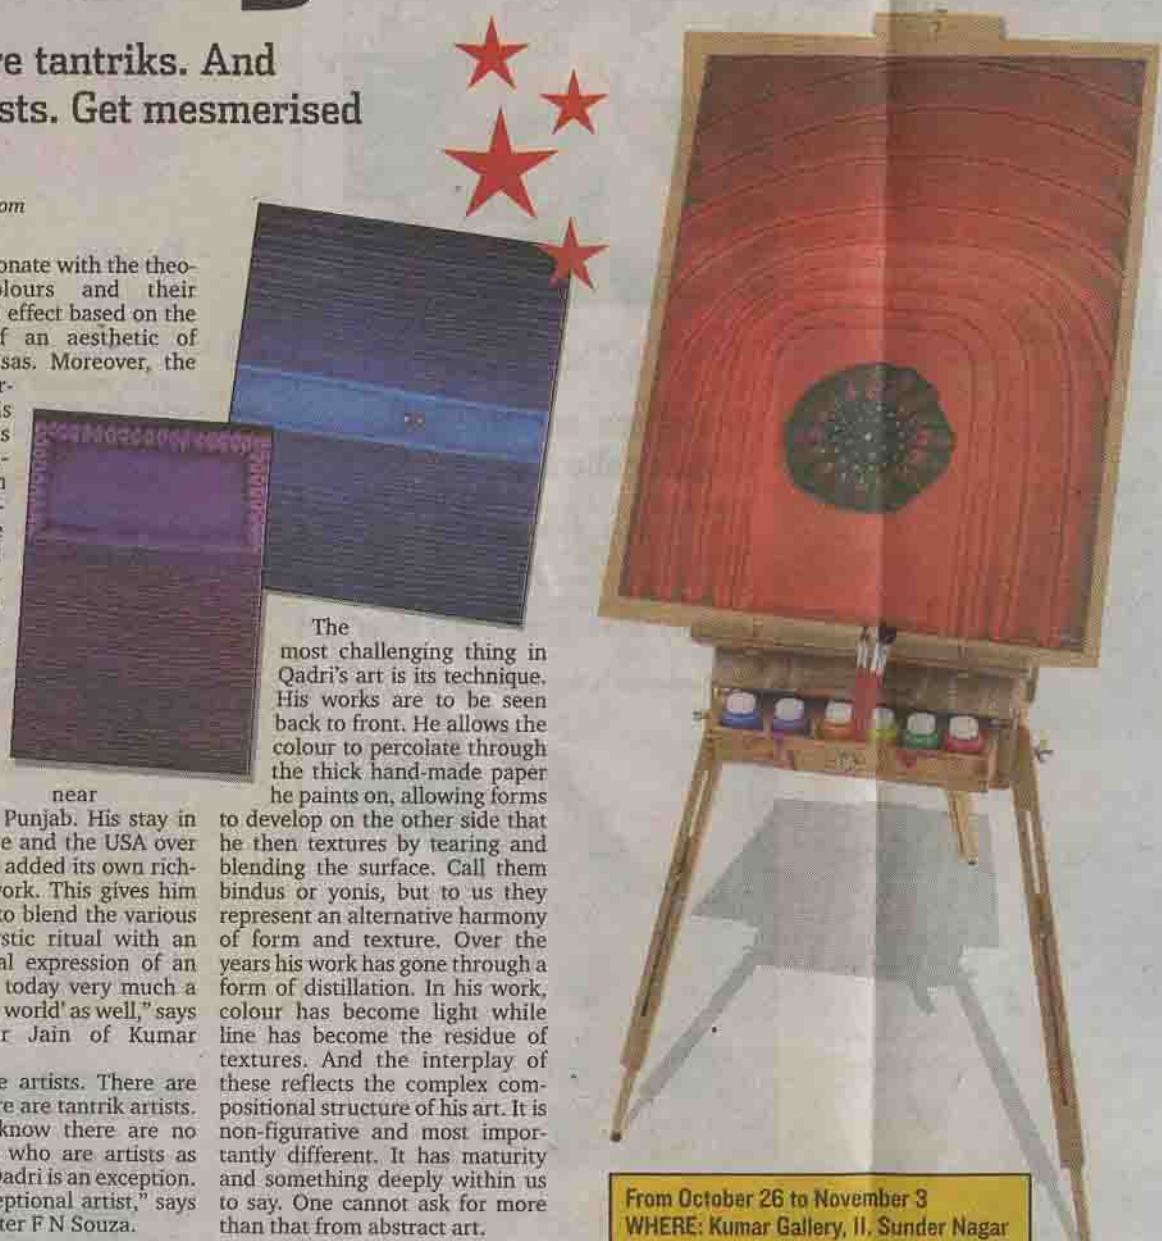 re tantriks. And
sts. Get mesmerised
om
onate with the theo-
lours and their
effect based on the
f an aesthetic of
sas. Moreover, the
r-
s
s
-
n
-
e
near
Punjab. His stay in
e and the USA over
added its own rich-
ork. This gives him
to blend the various
stic ritual with an
al expression of an
today very much a
world' as well," says
r Jain of Kumar
e artists. There are
re are tantrik artists.
know there are no
who are artists as
Qadri is an exception.
eptional artist," says
ter F N Souza.
The
most challenging thing in
Qadri's art is its technique.
His works are to be seen
back to front. He allows the
colour to percolate through
the thick hand-made paper
he paints on, allowing forms
to develop on the other side that
he then textures by tearing and
blending the surface. Call them
bindus or yonis, but to us they
represent an alternative harmony
of form and texture. Over the
years his work has gone through a
form of distillation. In his work,
colour has become light while
line has become the residue of
textures. And the interplay of
these reflects the complex com-
positional structure of his art. It is
non-figurative and most impor-
tantly different. It has maturity
and something deeply within us
to say. One cannot ask for more
than that from abstract art.
From October 26 to November 3
WHERE: Kumar Gallery, II, Sunder Nagar